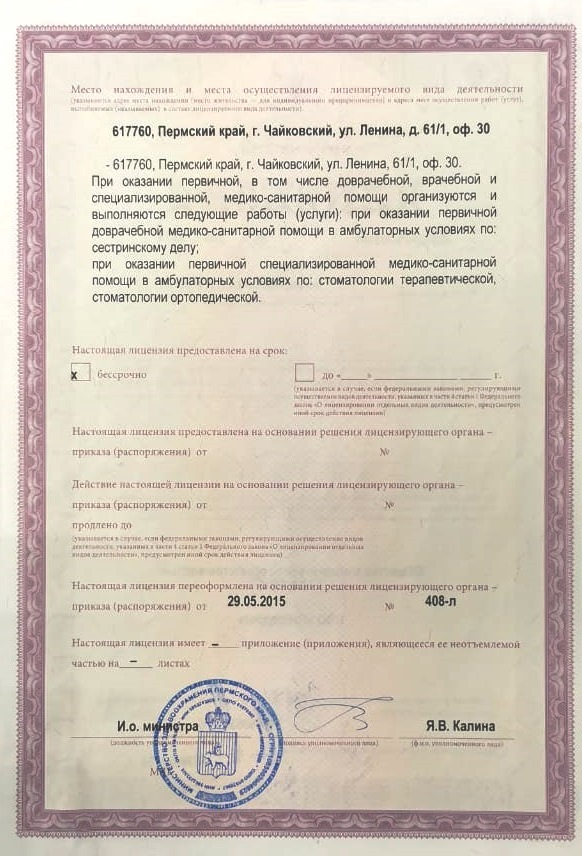 Место нахождения и места осуществления лицензируемого вида деятельности
(указываются адрес места нахождения (место жительства — для индивидуального предпринимателя) и адреса мест осуществления работ (услуг),
выполняемых (оказываемых) в составе лицензируемого вида деятельности).
617760, Пермский край, г. Чайковский, ул. Ленина, д. 61/1, оф. 30
- 617760, Пермский край, г. Чайковский, ул. Ленина, 61/1, оф. 30.
При оказании первичной, в том числе доврачебной, врачебной и
специализированной, медико-санитарной помощи организуются и
выполняются следующие работы (услуги): при оказании первичной
доврачебной медико-санитарной помощи в амбулаторных условиях по:
сестринскому делу;
при оказании первичной специализированной медико-санитарной
помощи в амбулаторных условиях по: стоматологии терапевтической,
стоматологии ортопедической.
Настоящая лицензия предоставлена на срок:
x бессрочно до «____» ____________ г.
(указывается в случае, если федеральными законами, регулирующими
осуществление видов деятельности, указанных в части 4 статьи 1 Федерального
закона «О лицензировании отдельных видов деятельности», предусмотрен
иной срок действия лицензии)
Настоящая лицензия предоставлена на основании решения лицензирующего органа –
приказа (распоряжения) от №
Действие настоящей лицензии на основании решения лицензирующего органа –
приказа (распоряжения) от №
продлено до
(указывается в случае, если федеральными законами, регулирующими осуществление видов
деятельности, указанных в части 4 статьи 1 Федерального закона «О лицензировании отдельных
видов деятельности», предусмотрен иной срок действия лицензии)
Настоящая лицензия переоформлена на основании решения лицензирующего органа –
приказа (распоряжения) от 29.05.2015 № 408-л
Настоящая лицензия имеет – приложение (приложения), являющееся ее неотъемлемой
частью на – листах
И.о. министра Я.В. Калина
(должность уполномоченного лица) уполномоченного лица) (ф.и.о. уполномоченного лица)
МИНИСТЕРСТВО ЗДРАВООХРАНЕНИЯ ПЕРМСКОГО КРАЯ